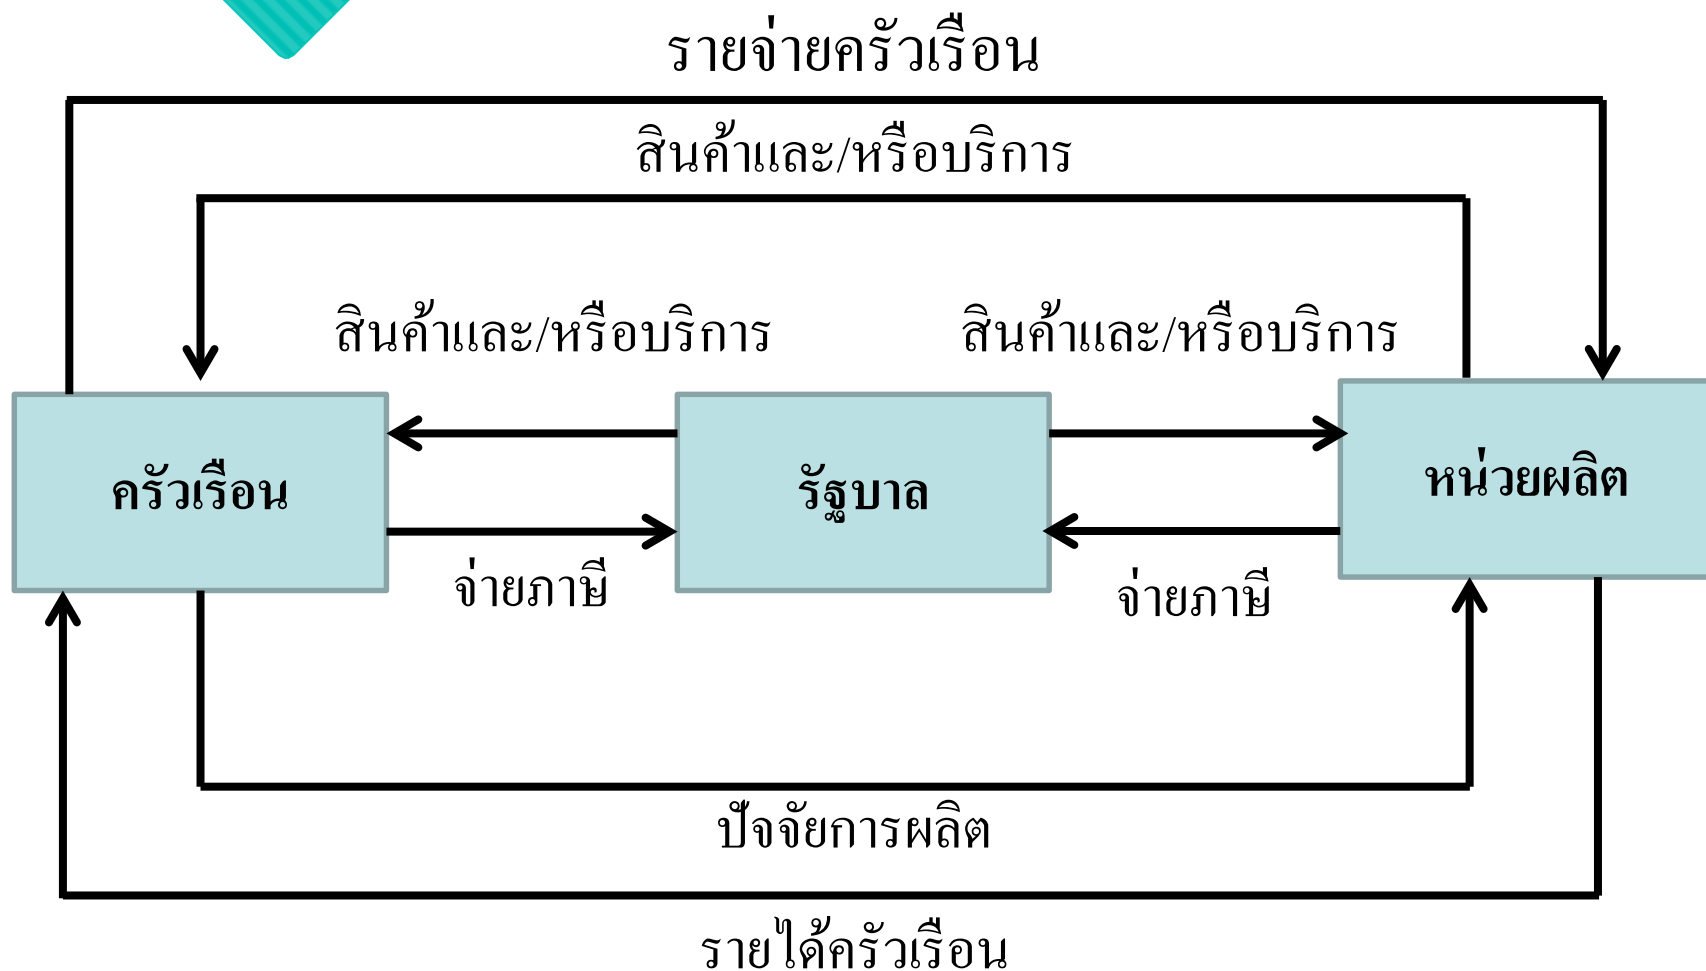 รายจ่ายครัวเรือน
สินค้าและ/หรือบริการ
สินค้าและ/หรือบริการ
สินค้าและ/หรือบริการ
ครัวเรือน
รัฐบาล
หน่วยผลิต
จ่ายภาษี
จ่ายภาษี
ปัจจัยการผลิต
รายได้ครัวเรือน